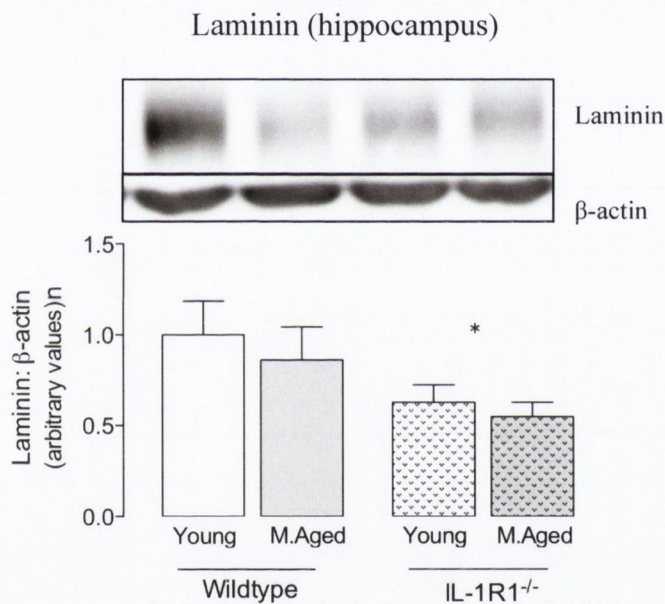 Laminin (hippocampus)
Laminin
β-actin
Laminin: β-actin
(arbitrary values)n
1.5
1.0
0.5
0.0
*
Young M.Aged Young M.Aged
Wildtype IL-1R1⁻/⁻